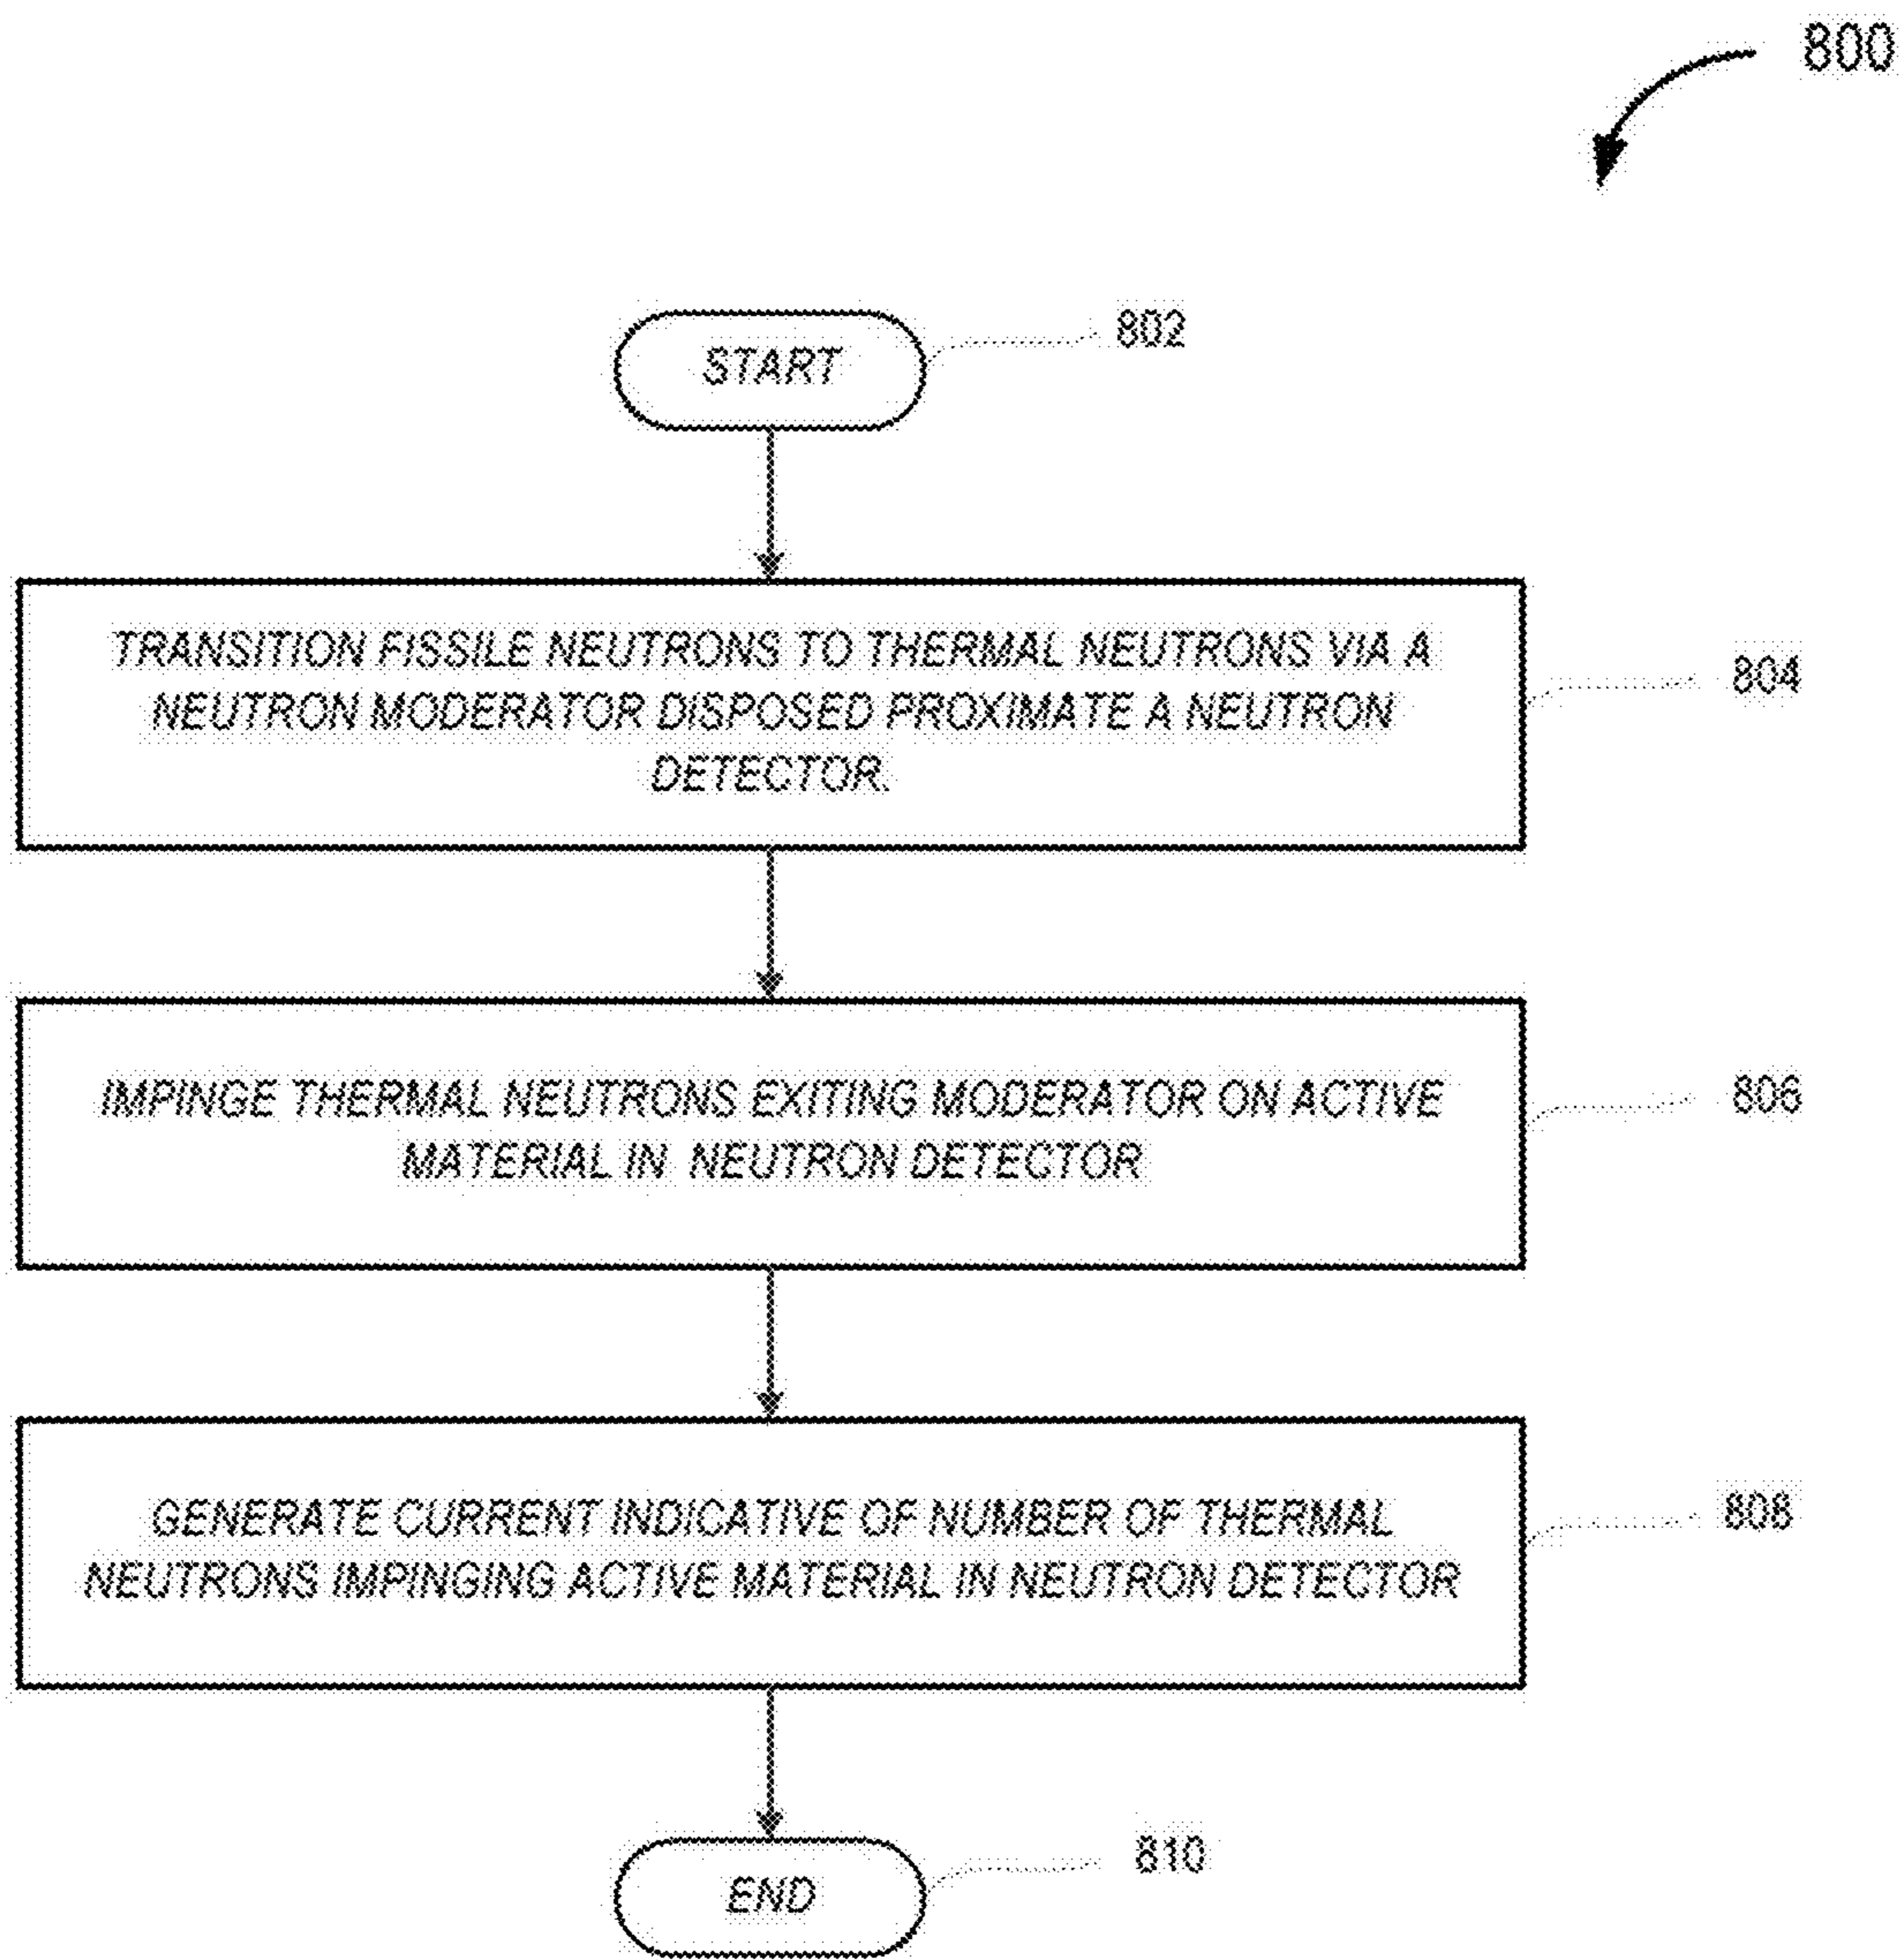 800
START
802
TRANSITION FISSILE NEUTRONS TO THERMAL NEUTRONS VIA A
NEUTRON MODERATOR DISPOSED PROXIMATE A NEUTRON
DETECTOR.
804
IMPINGE THERMAL NEUTRONS EXITING MODERATOR ON ACTIVE
MATERIAL IN NEUTRON DETECTOR
806
GENERATE CURRENT INDICATIVE OF NUMBER OF THERMAL
NEUTRONS IMPINGING ACTIVE MATERIAL IN NEUTRON DETECTOR
808
END
810